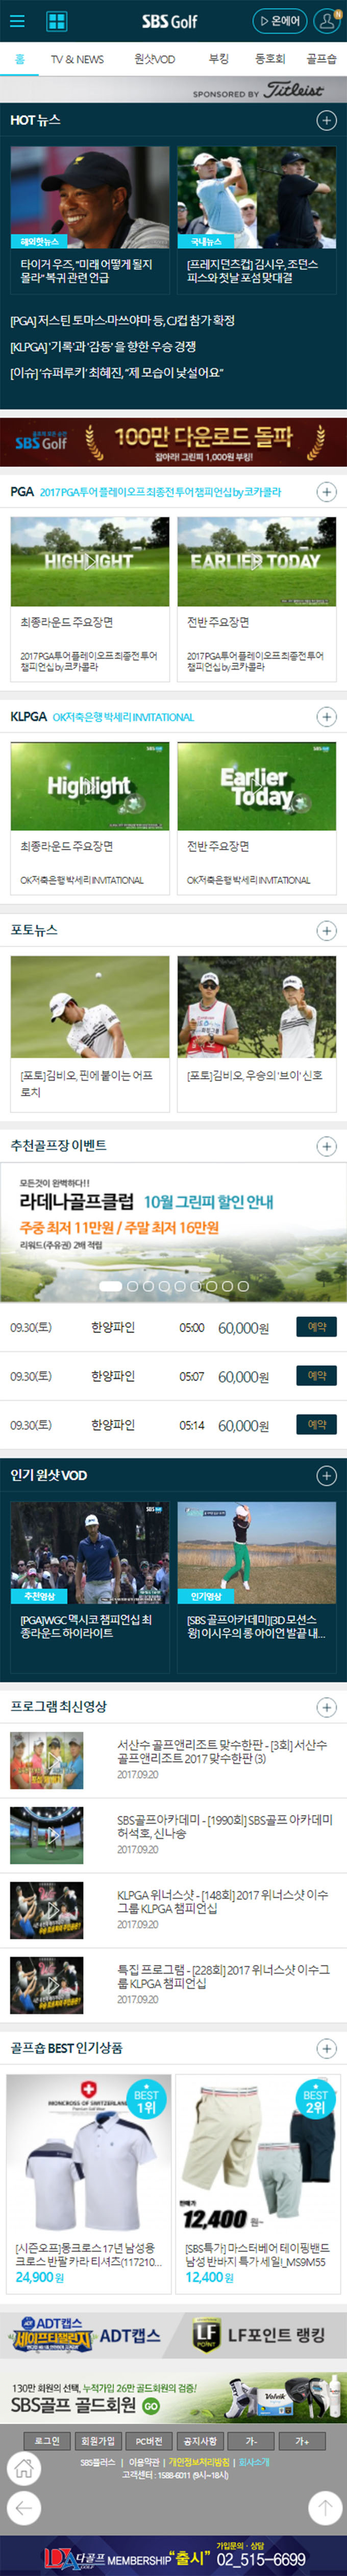 SBS Golf
온에어
N
홈 TV & NEWS 원샷VOD 부킹 동호회 골프숍
SPONSORED BY Titleist
HOT 뉴스
해외핫뉴스
국내뉴스
타이거 우즈, "미래 어떻게 될지
몰라" 복귀 관련 언급
[프레지던츠컵] 김시우, 조던스
피스와 첫날 포섬 맞대결
[PGA] 저스틴 토마스·마쓰야마 등, CJ컵 참가 확정
[KLPGA] '기록'과 '감동'을 향한 우승 경쟁
[이슈] '슈퍼루키' 최혜진, "제 모습이 낯설어요"
SBS Golf
100만 다운로드 돌파
잡아라! 그린피 1,000원 부킹!
PGA 2017 PGA투어 플레이오프 최종전 투어 챔피언십 by 코카콜라
HIGHLIGHT
EARLIER TODAY
최종라운드 주요장면
전반 주요장면
2017 PGA투어 플레이오프 최종전 투어
챔피언십 by 코카콜라
2017 PGA투어 플레이오프 최종전 투어
챔피언십 by 코카콜라
KLPGA OK저축은행 박세리 INVITATIONAL
Highlight
Earlier
Today
최종라운드 주요장면
전반 주요장면
OK저축은행 박세리 INVITATIONAL
OK저축은행 박세리 INVITATIONAL
포토뉴스
[포토]김비오, 핀에 붙이는 어프
로치
[포토]김비오, 우승의 '브이' 신호
추천골프장 이벤트
모든것이 완벽하다!!
라데나골프클럽 10월 그린피 할인 안내
주중 최저 11만원 / 주말 최저 16만원
리워드(주유권) 2배 적립
09.30(토) 한양파인 05:00 60,000원 예약
09.30(토) 한양파인 05:07 60,000원 예약
09.30(토) 한양파인 05:14 60,000원 예약
인기 원샷 VOD
추천영상
인기영상
[PGA]WGC 멕시코 챔피언십 최
종라운드 하이라이트
[SBS 골프아카데미][3D 모션스
윙] 이시우의 롱 아이언 발끝 내...
프로그램 최신영상
서산수 골프앤리조트 맞수한판 - [3회] 서산수
골프앤리조트 2017 맞수한판 (3)
2017.09.20
SBS골프아카데미 - [1990회] SBS골프 아카데미
허석호, 신나송
2017.09.20
KLPGA 위너스샷 - [148회] 2017 위너스샷 이수
그룹 KLPGA 챔피언십
2017.09.20
특집 프로그램 - [228회] 2017 위너스샷 이수그
룹 KLPGA 챔피언십
2017.09.20
골프숍 BEST 인기상품
MONCROSS OF SWITZERLAND
BEST
1위
BEST
2위
판매가
12,400원~
[시즌오프]몽크로스 17년 남성용
크로스 반팔 카라 티셔츠(117210...
24,900 원
[SBS특가] 마스터베어 테이핑밴드
남성 반바지 특가 세일!_MS9M55
12,400 원
ADT캡스
세이프타임리지
ADT캡스
LF
POINT
LF포인트 랭킹
130만 회원의 선택, 누적가입 26만 골드회원의 검증!
SBS골프 골드회원 GO
Volvik
로그인 회원가입 PC버전 공지사항 가- 가+
SBS플러스 | 이용약관 | 개인정보처리방침 | 회사소개
고객센터 : 1588-6011 (9시~18시)
다골프 MEMBERSHIP "출시" 가입문의·상담
02_515-6699